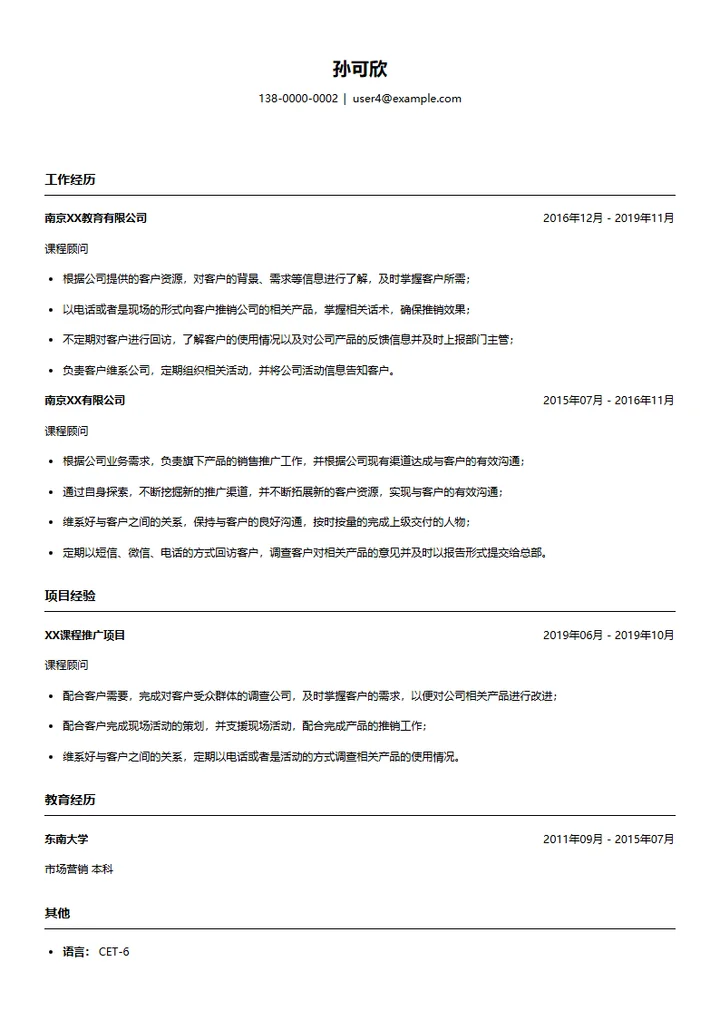 孙可欣
138-0000-0002 | user4@example.com
工作经历
南京XX教育有限公司 2016年12月 - 2019年11月
课程顾问
• 根据公司提供的客户资源，对客户的背景、需求等信息进行了解，及时掌握客户所需；
• 以电话或者是现场的形式向客户推销公司的相关产品，掌握相关话术，确保推销效果；
• 不定期对客户进行回访，了解客户的使用情况以及对公司产品的反馈信息并及时上报部门主管；
• 负责客户维系公司，定期组织相关活动，并将公司活动信息告知客户。
南京XX有限公司 2015年07月 - 2016年11月
课程顾问
• 根据公司业务需求，负责旗下产品的销售推广工作，并根据公司现有渠道达成与客户的有效沟通；
• 通过自身探索，不断挖掘新的推广渠道，并不断拓展新的客户资源，实现与客户的有效沟通；
• 维系好与客户之间的关系，保持与客户的良好沟通，按时按量的完成上级交付的人物；
• 定期以短信、微信、电话的方式回访客户，调查客户对相关产品的意见并及时以报告形式提交给总部。
项目经验
XX课程推广项目 2019年06月 - 2019年10月
课程顾问
• 配合客户需要，完成对客户受众群体的调查公司，及时掌握客户的需求，以便对公司相关产品进行改进；
• 配合客户完成现场活动的策划，并支援现场活动，配合完成产品的推销工作；
• 维系好与客户之间的关系，定期以电话或者是活动的方式调查相关产品的使用情况。
教育经历
东南大学 2011年09月 - 2015年07月
市场营销 本科
其他
• 语言： CET-6